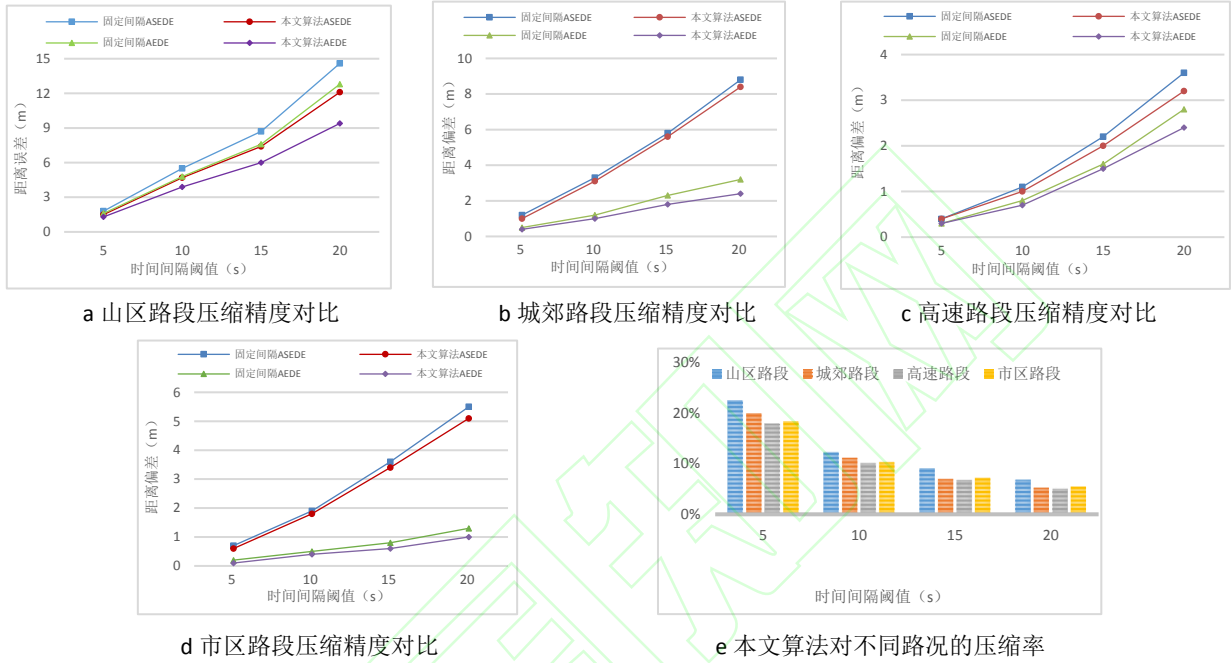 固定间隔ASEDE
本文算法ASEDE
固定间隔AEDE
本文算法AEDE
15
12
9
6
3
0
距离误差（m）
5 10 15 20
时间间隔阈值（s）
a 山区路段压缩精度对比
固定间隔ASEDE
本文算法ASEDE
固定间隔AEDE
本文算法AEDE
10
8
6
4
2
0
距离偏差（m）
5 10 15 20
时间间隔阈值（s）
b 城郊路段压缩精度对比
固定间隔ASEDE
本文算法ASEDE
固定间隔AEDE
本文算法AEDE
4
3
2
1
0
距离偏差（m）
5 10 15 20
时间间隔阈值（s）
c 高速路段压缩精度对比
固定间隔ASEDE
本文算法ASEDE
固定间隔AEDE
本文算法AEDE
6
5
4
3
2
1
0
距离偏差（m）
5 10 15 20
时间间隔阈值（s）
d 市区路段压缩精度对比
30%
20%
10%
0%
山区路段 城郊路段 高速路段 市区路段
5 10 15 20
时间间隔阈值（s）
e 本文算法对不同路况的压缩率